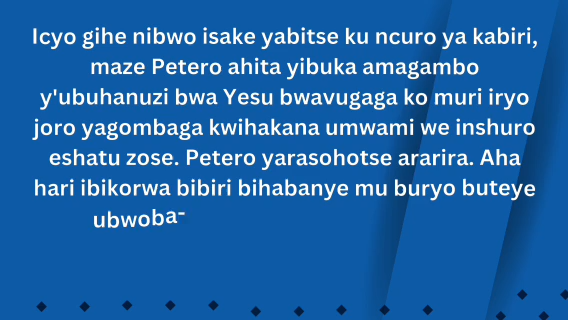 Icyo gihe nibwo isake yabitse ku ncuro ya kabiri,
maze Petero ahita yibuka amagambo
y'ubuhanuzi bwa Yesu bwavugaga ko muri iryo
joro yagombaga kwihakana umwami we inshuro
eshatu zose. Petero yarasohotse ararira. Aha
hari ibikorwa bibiri bihabanye mu buryo buteye
ubwoba-